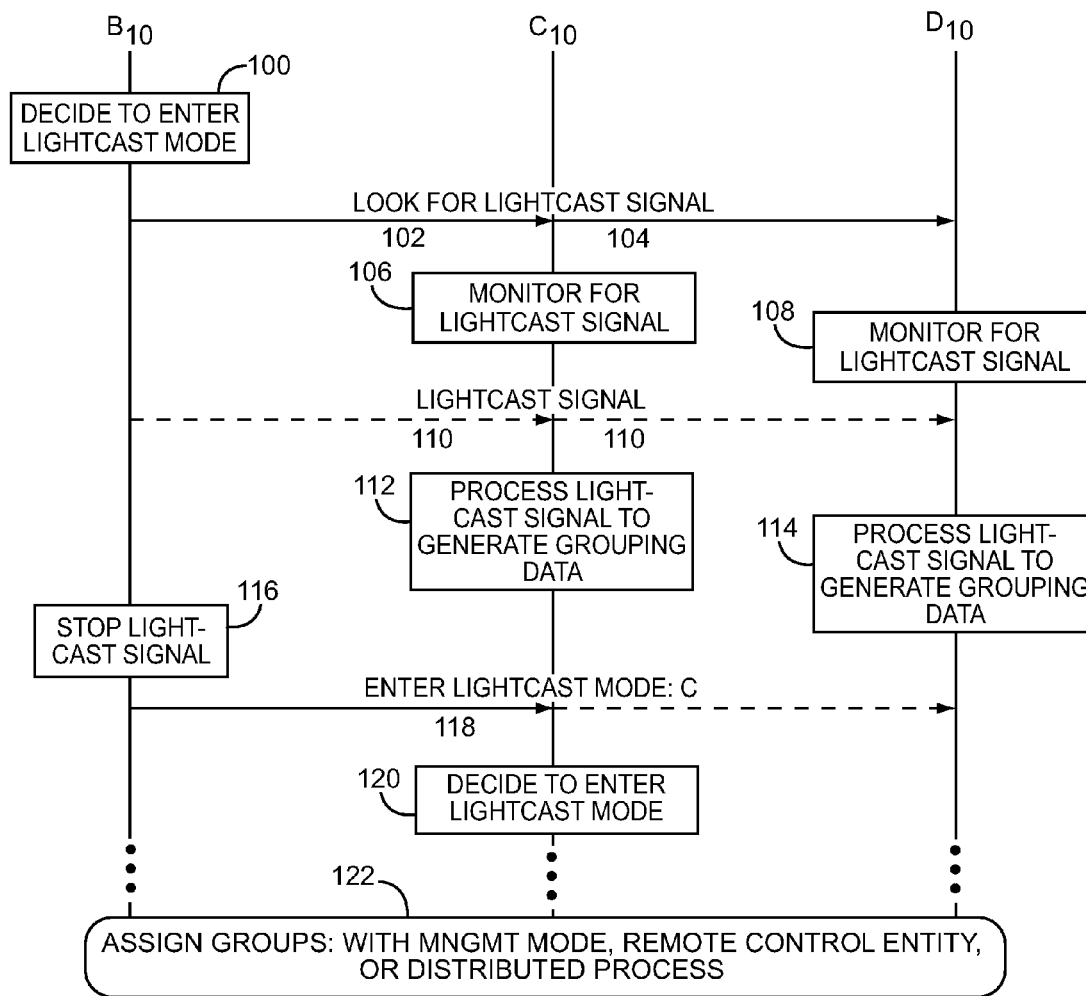 B10 C10 D10
100
DECIDE TO ENTER
LIGHTCAST MODE
LOOK FOR LIGHTCAST SIGNAL
102 104
106
MONITOR FOR
LIGHTCAST SIGNAL
108
MONITOR FOR
LIGHTCAST SIGNAL
LIGHTCAST SIGNAL
110 110
112
PROCESS LIGHT-
CAST SIGNAL TO
GENERATE GROUPING
DATA
114
PROCESS LIGHT-
CAST SIGNAL TO
GENERATE GROUPING
DATA
116
STOP LIGHT-
CAST SIGNAL
ENTER LIGHTCAST MODE: C
118
120
DECIDE TO ENTER
LIGHTCAST MODE
122
ASSIGN GROUPS: WITH MNGMT MODE, REMOTE CONTROL ENTITY,
OR DISTRIBUTED PROCESS